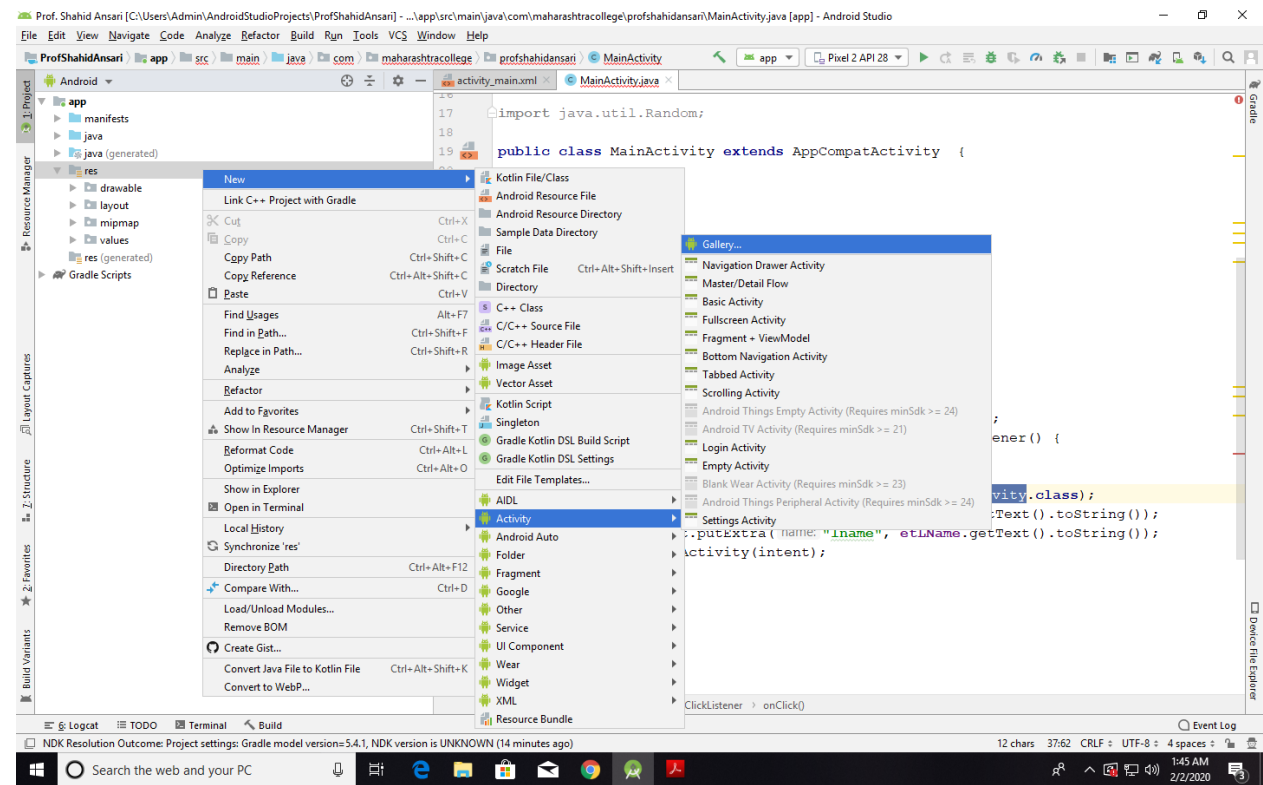 Prof. Shahid Ansari [C:\Users\Admin\AndroidStudioProjects\ProfShahidAnsari] - ...\app\src\main\java\com\maharashtracollege\profshahidansari\MainActivity.java [app] - Android Studio
File Edit View Navigate Code Analyze Refactor Build Run Tools VCS Window Help
ProfShahidAnsari app src main java com maharashtracollege profshahidansari MainActivity app Pixel 2 API 28
Android activity_main.xml MainActivity.java
1: Project
Resource Manager
Layout Captures
Z: Structure
2: Favorites
Build Variants
app
manifests
java
java (generated)
res
drawable
layout
mipmap
values
res (generated)
Gradle Scripts
16
17 import java.util.Random;
18
19 public class MainActivity extends AppCompatActivity {
New
Link C++ Project with Gradle
Cut Ctrl+X
Copy Ctrl+C
Copy Path Ctrl+Shift+C
Copy Reference Ctrl+Alt+Shift+C
Paste Ctrl+V
Find Usages Alt+F7
Find in Path... Ctrl+Shift+F
Replace in Path... Ctrl+Shift+R
Analyze
Refactor
Add to Favorites
Show In Resource Manager Ctrl+Shift+T
Reformat Code Ctrl+Alt+L
Optimize Imports Ctrl+Alt+O
Show in Explorer
Open in Terminal
Local History
Synchronize 'res'
Directory Path Ctrl+Alt+F12
Compare With... Ctrl+D
Load/Unload Modules...
Remove BOM
Create Gist...
Convert Java File to Kotlin File Ctrl+Alt+Shift+K
Convert to WebP...
Kotlin File/Class
Android Resource File
Android Resource Directory
Sample Data Directory
File
Scratch File Ctrl+Alt+Shift+Insert
Directory
S C++ Class
C/C++ Source File
C/C++ Header File
Image Asset
Vector Asset
Kotlin Script
Singleton
G Gradle Kotlin DSL Build Script
G Gradle Kotlin DSL Settings
Edit File Templates...
AIDL
Activity
Android Auto
Folder
Fragment
Google
Other
Service
UI Component
Wear
Widget
XML
Resource Bundle
Gallery...
Navigation Drawer Activity
Master/Detail Flow
Basic Activity
Fullscreen Activity
Fragment + ViewModel
Bottom Navigation Activity
Tabbed Activity
Scrolling Activity
Android Things Empty Activity (Requires minSdk >= 24)
Android TV Activity (Requires minSdk >= 21)
Login Activity
Empty Activity
Blank Wear Activity (Requires minSdk >= 23)
Android Things Peripheral Activity (Requires minSdk >= 24)
Settings Activity
;
ener() {
vity.class);
tText().toString());
t.putExtra( name: "lname", etLName.getText().toString());
Activity(intent);
ClickListener › onClick()
Gradle
Device File Explorer
6: Logcat TODO Terminal Build Event Log
NDK Resolution Outcome: Project settings: Gradle model version=5.4.1, NDK version is UNKNOWN (14 minutes ago) 12 chars 37:62 CRLF UTF-8 4 spaces
Search the web and your PC
1:45 AM
2/2/2020
3